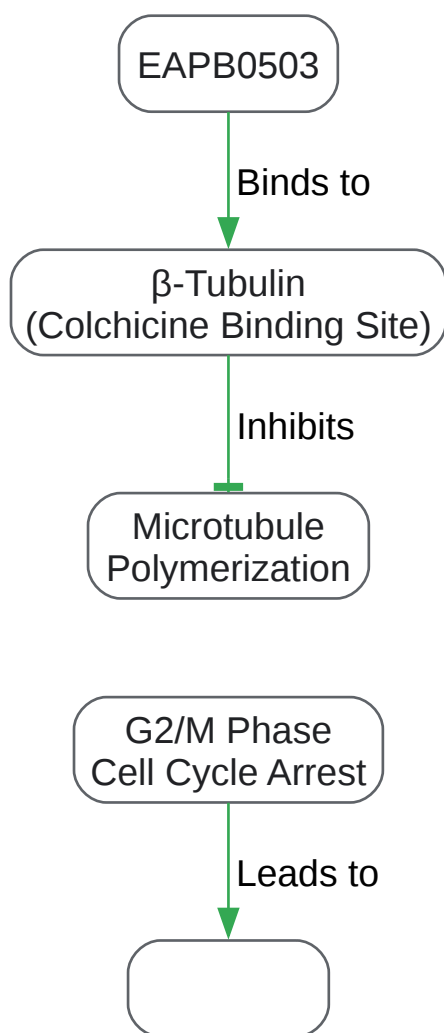 EAPB0503
Binds to
β-Tubulin
(Colchicine Binding Site)
Inhibits
Microtubule
Polymerization
G2/M Phase
Cell Cycle Arrest
Leads to